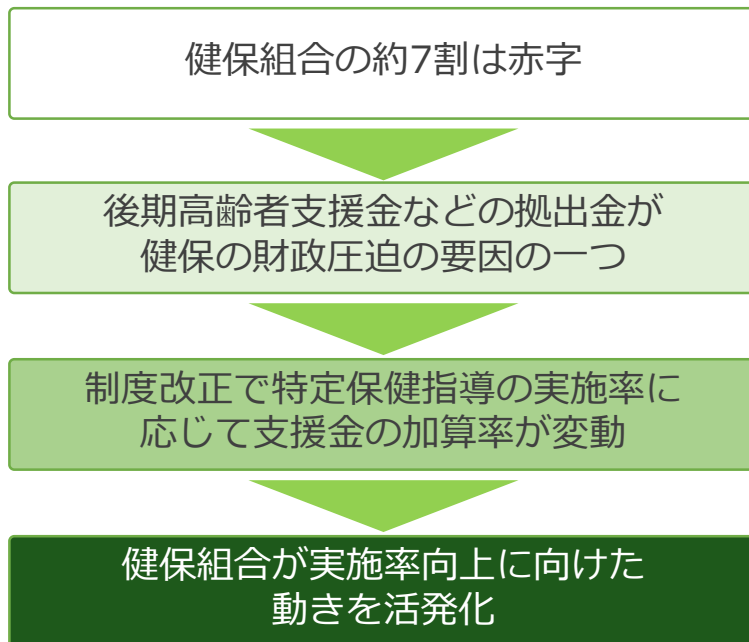 健保組合の約7割は赤字
後期高齢者支援金などの拠出金が
健保の財政圧迫の要因の一つ
制度改正で特定保健指導の実施率に
応じて支援金の加算率が変動
健保組合が実施率向上に向けた
動きを活発化